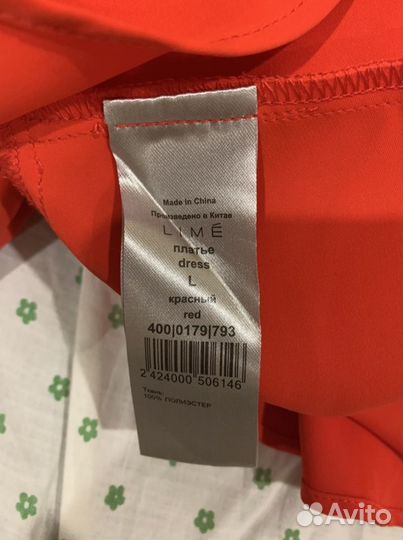 Made In China
Произведено в Китае
LIMÉ
платье
dress
L
красный
red
400|0179|793
2 424000 506146
Ткань:
100% ПОЛИЭСТЕР
Avito